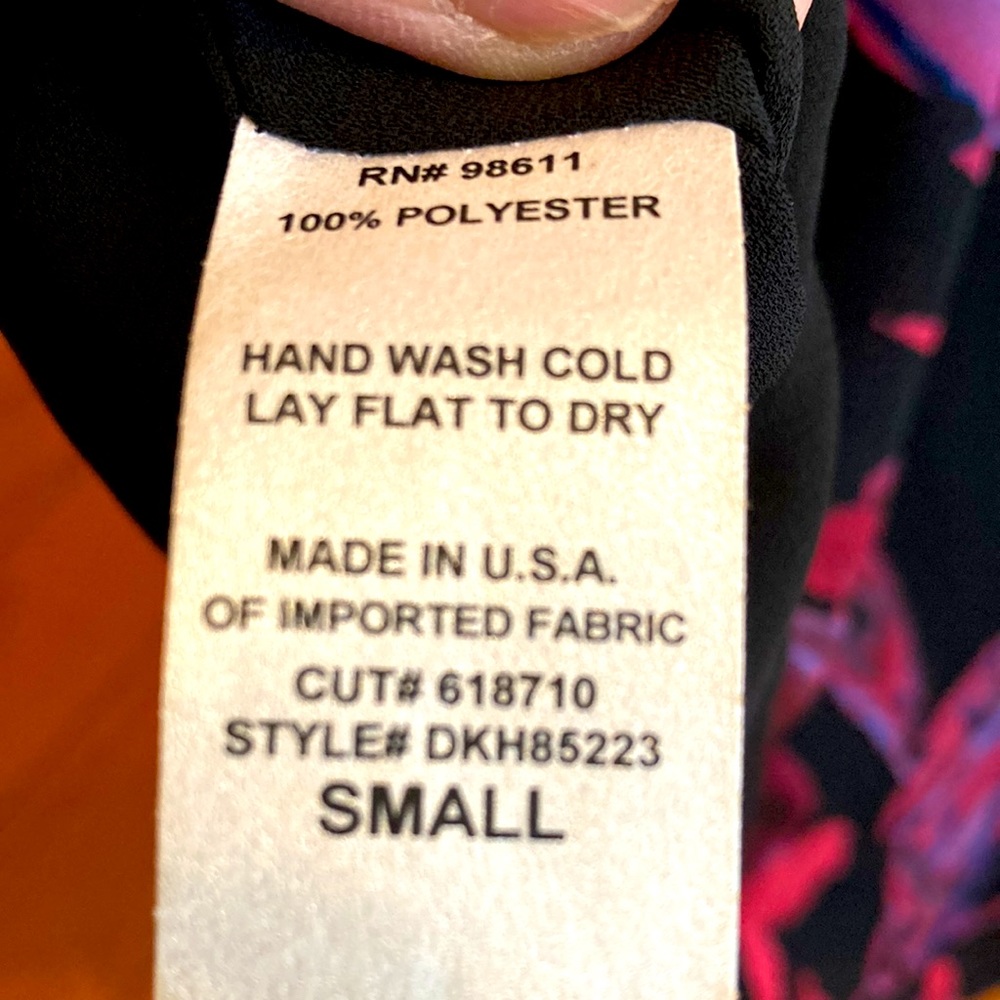 RN# 98611
100% POLYESTER
HAND WASH COLD
LAY FLAT TO DRY
MADE IN U.S.A.
OF IMPORTED FABRIC
CUT# 618710
STYLE# DKH85223
SMALL